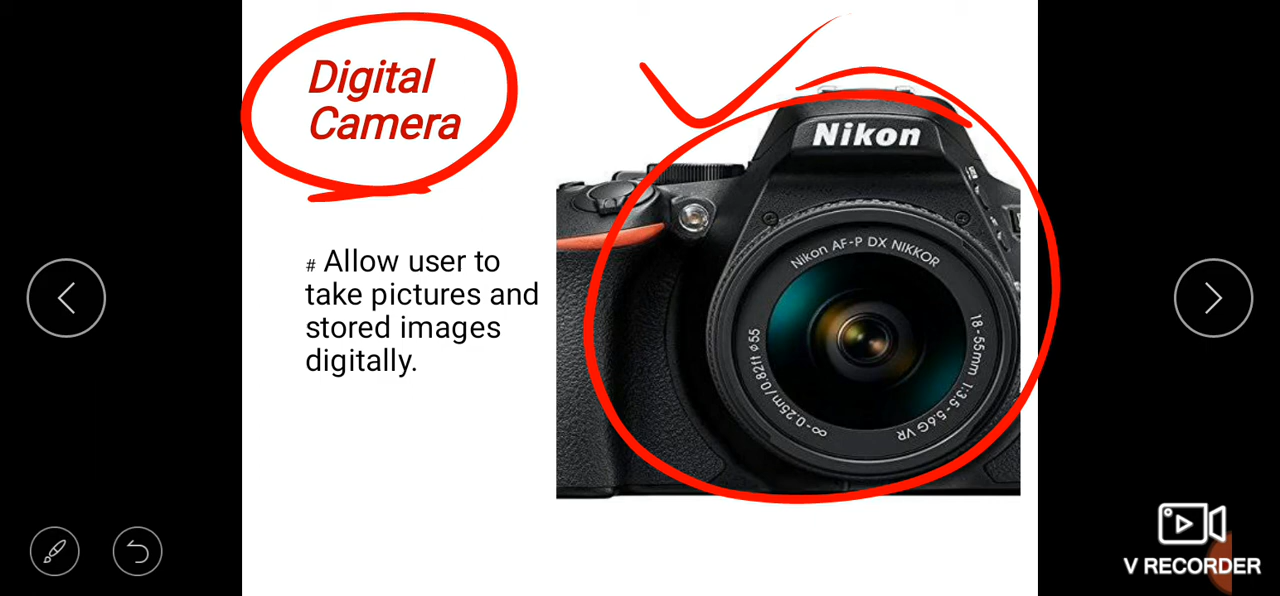 Digital
Camera
# Allow user to
take pictures and
stored images
digitally.
Nikon
Nikon AF-P DX NIKKOR
18-55mm 1:3.5-5.6G VR
∞-0.25m/0.82ft ø55
V RECORDER